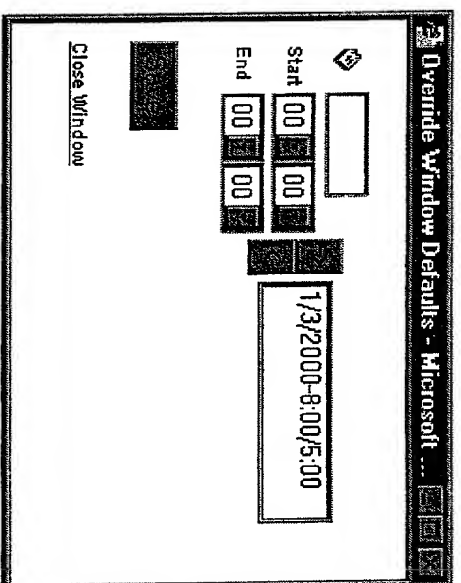 Override Window Defaults - Microsoft ...
Start 00 00
End 00 00
1/3/2000-8:00/5:00
Close Window